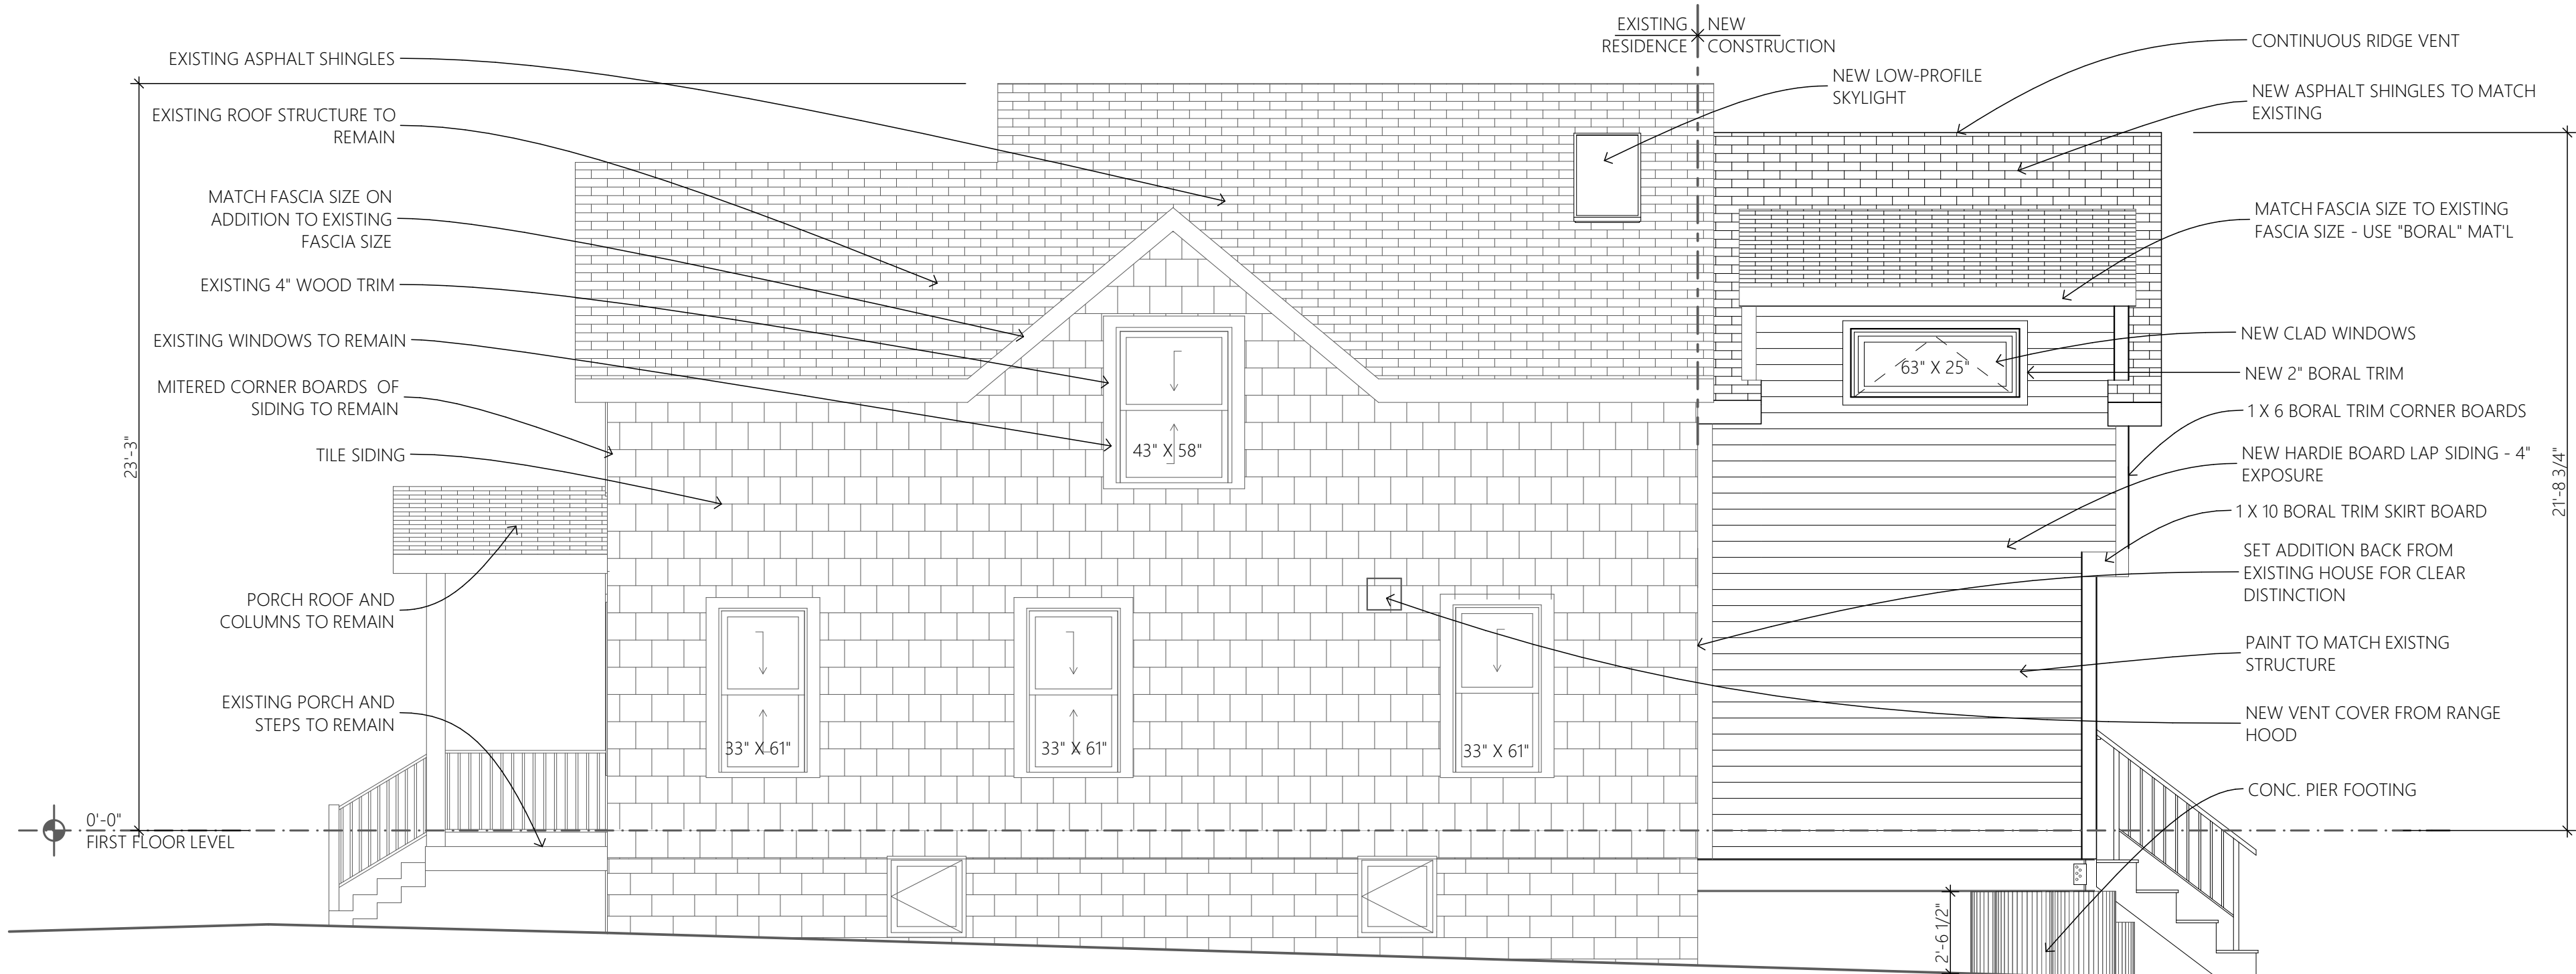 EXISTING
RESIDENCE
NEW
CONSTRUCTION
EXISTING ASPHALT SHINGLES
EXISTING ROOF STRUCTURE TO
REMAIN
MATCH FASCIA SIZE ON
ADDITION TO EXISTING
FASCIA SIZE
EXISTING 4" WOOD TRIM
EXISTING WINDOWS TO REMAIN
MITERED CORNER BOARDS OF
SIDING TO REMAIN
TILE SIDING
23'-3"
PORCH ROOF AND
COLUMNS TO REMAIN
EXISTING PORCH AND
STEPS TO REMAIN
0'-0"
FIRST FLOOR LEVEL
43" X 58"
33" X 61"
33" X 61"
33" X 61"
63" X 25"
NEW LOW-PROFILE
SKYLIGHT
CONTINUOUS RIDGE VENT
NEW ASPHALT SHINGLES TO MATCH
EXISTING
MATCH FASCIA SIZE TO EXISTING
FASCIA SIZE - USE "BORAL" MAT'L
NEW CLAD WINDOWS
NEW 2" BORAL TRIM
1 X 6 BORAL TRIM CORNER BOARDS
NEW HARDIE BOARD LAP SIDING - 4"
EXPOSURE
1 X 10 BORAL TRIM SKIRT BOARD
SET ADDITION BACK FROM
EXISTING HOUSE FOR CLEAR
DISTINCTION
PAINT TO MATCH EXISTNG
STRUCTURE
NEW VENT COVER FROM RANGE
HOOD
CONC. PIER FOOTING
21'-8 3/4"
2'-6 1/2"